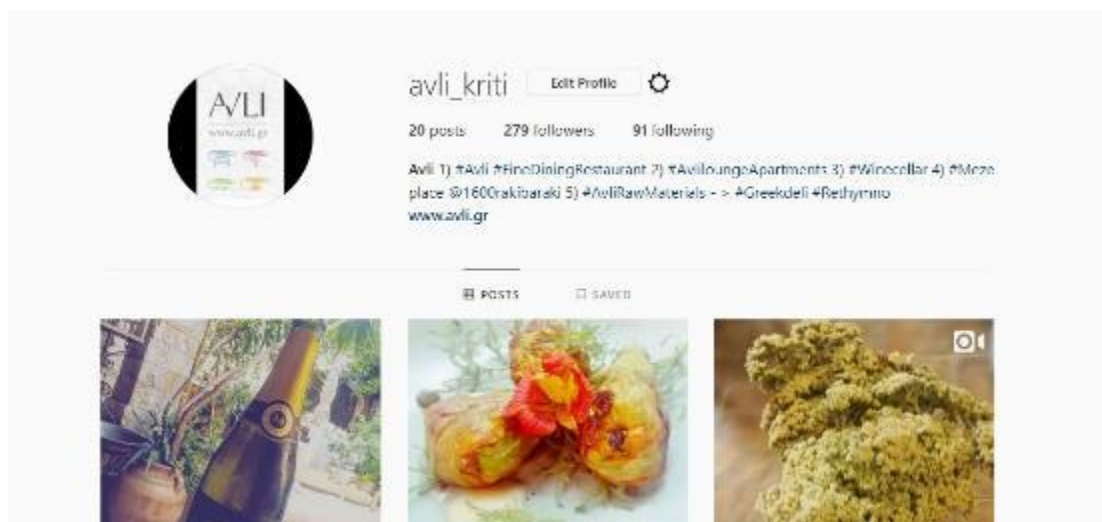 AVLI
www.avli.gr
avli_kriti Edit Profile
20 posts 279 followers 91 following
Avli 1) #Avli #FineDiningRestaurant 2) #AvliloungeApartments 3) #Winecellar 4) #Meze
place @1600rakibaraki 5) #AvliRawMaterials - > #Greekdeli #Rethymno
www.avli.gr
POSTS SAVED